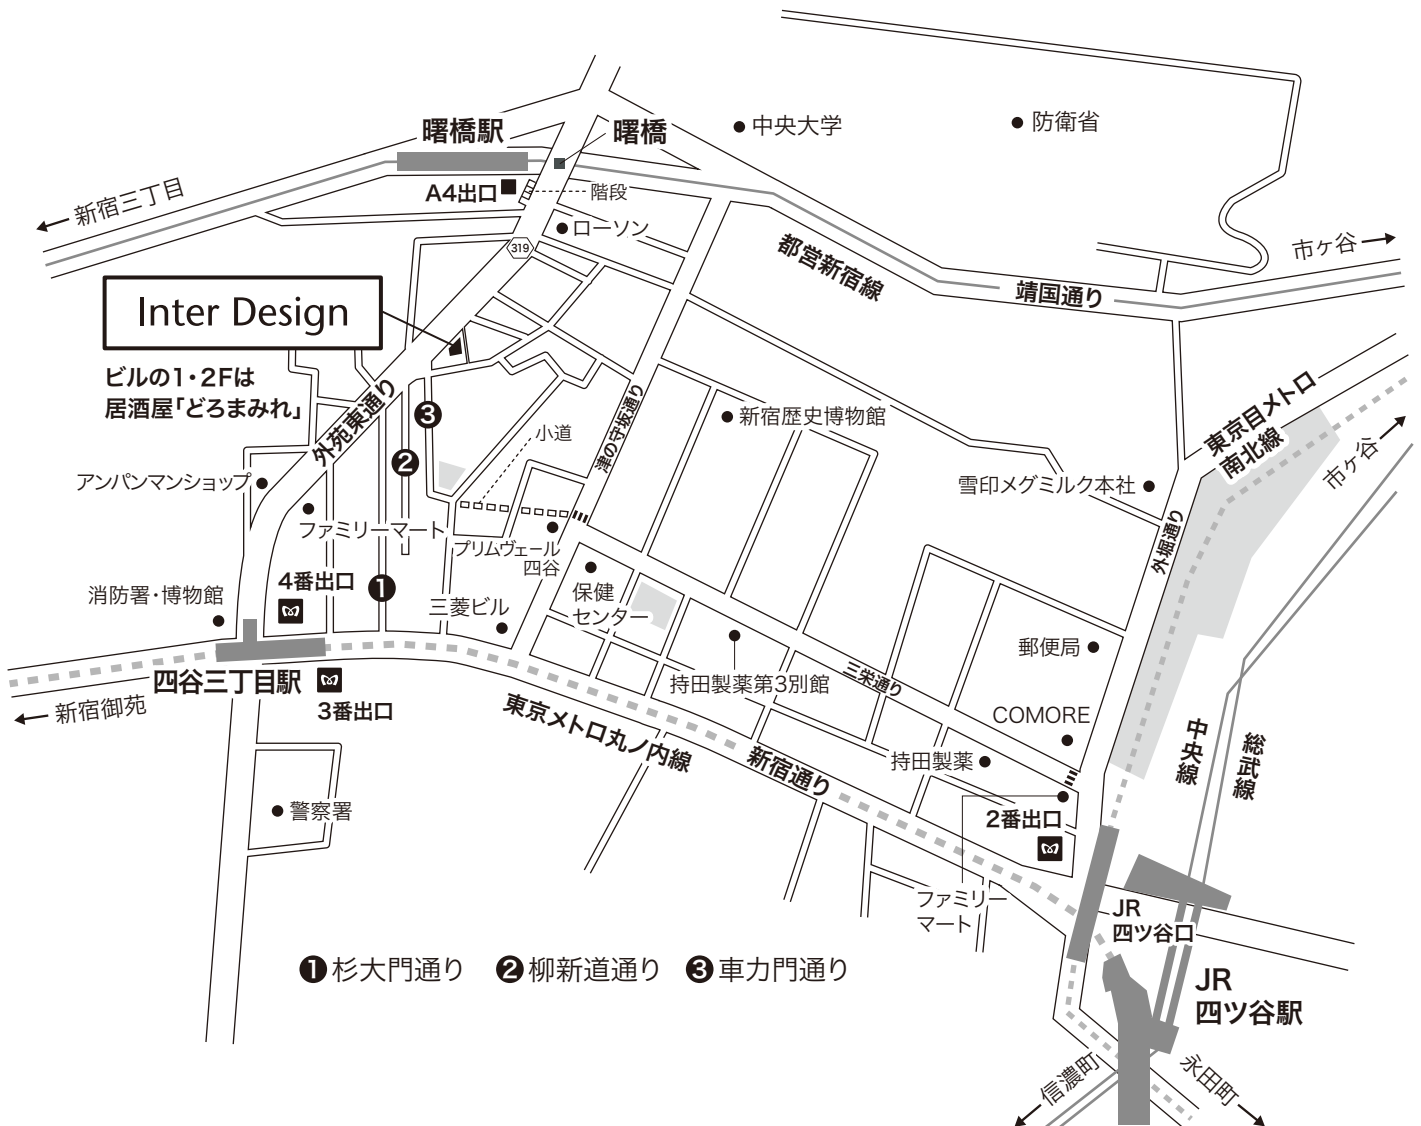 中央大学
防衛省
曙橋駅
曙橋
A4出口
階段
新宿三丁目
ローソン
319
都営新宿線
市ヶ谷
靖国通り
Inter Design
ビルの1・2Fは
居酒屋「どろまみれ」
外苑東通り
3
2
小道
津の守坂通り
新宿歴史博物館
東京目メトロ
南北線
市ヶ谷
アンパンマンショップ
雪印メグミルク本社
ファミリーマート
プリムヴェール
四谷
外堀通り
4番出口
1
保健
センター
消防署・博物館
三菱ビル
郵便局
四谷三丁目駅
3番出口
新宿御苑
持田製薬第3別館
三栄通り
COMORE
東京メトロ丸ノ内線
新宿通り
持田製薬
中央線
総武線
警察署
2番出口
ファミリー
マート
JR
四ツ谷口
1 杉大門通り 2 柳新道通り 3 車力門通り
JR
四ツ谷駅
信濃町
永田町